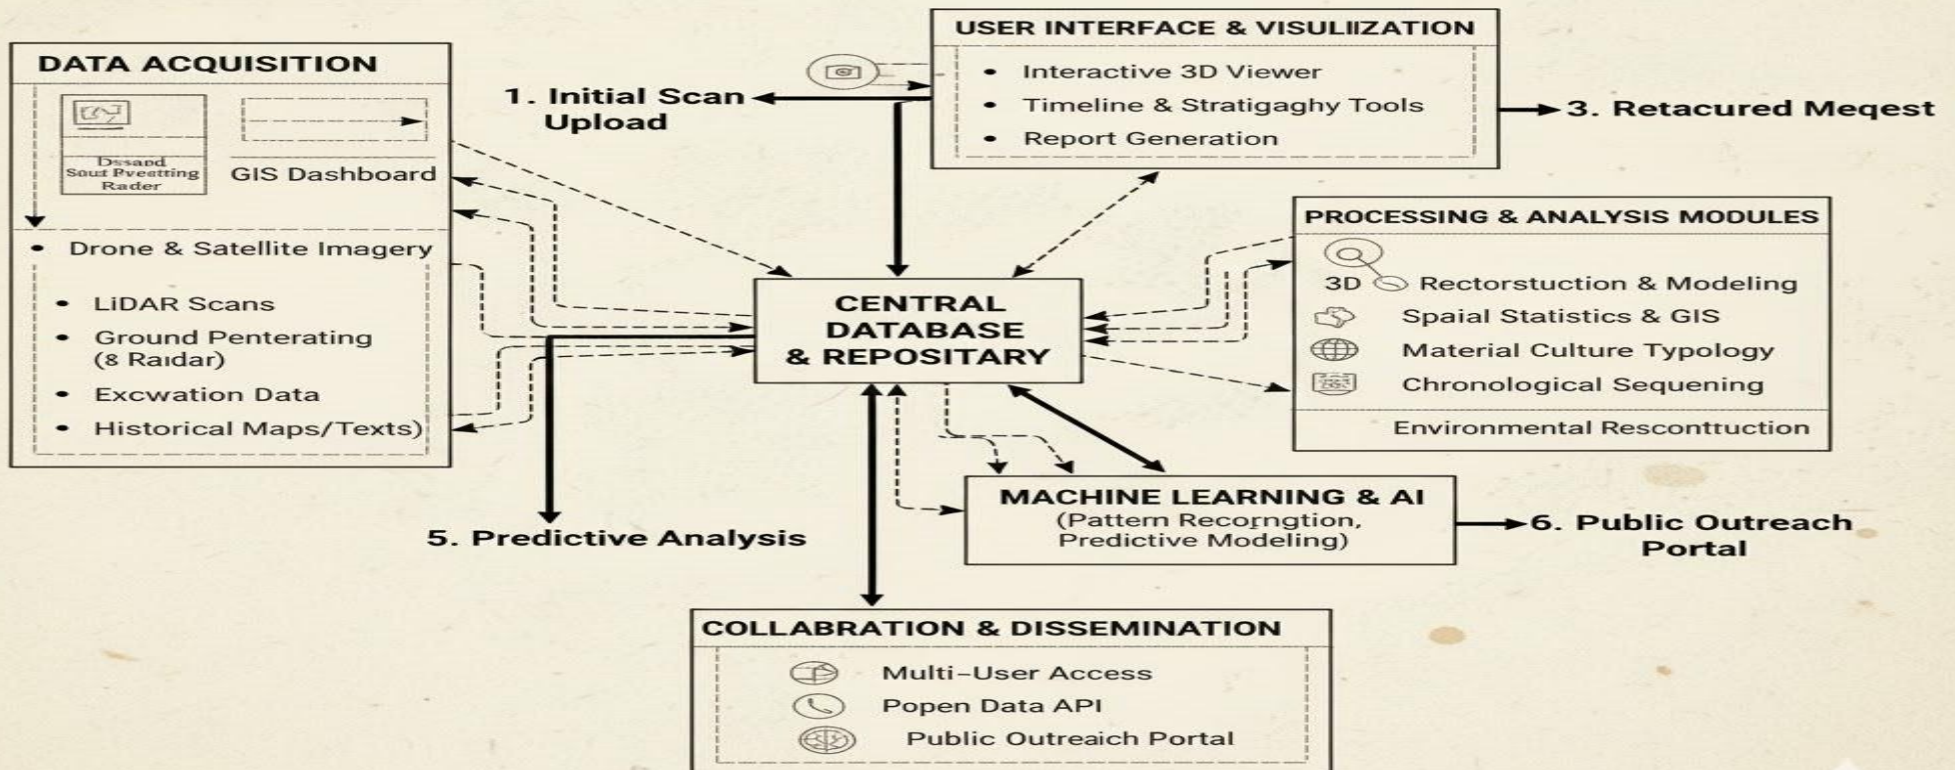 DATA ACQUISITION
Dssand
Sout Pveatting
Rader
GIS Dashboard
Drone & Satellite Imagery
LiDAR Scans
Ground Penterating
(8 Raıdar)
Excwation Data
Historical Maps/Texts)
1. Initial Scan
Upload
USER INTERFACE & VISULIIZATION
Interactive 3D Viewer
Timeline & Stratigaghy Tools
Report Generation
3. Retacured Meqest
PROCESSING & ANALYSIS MODULES
3D Rectorstuction & Modeling
Spaial Statistics & GIS
Material Culture Typology
Chronological Sequening
Environmental Resconttuction
CENTRAL
DATABASE
& REPOSITARY
5. Predictive Analysis
MACHINE LEARNING & AI
(Pattern Recorngtion,
Predictive Modeling)
6. Public Outreach
Portal
COLLABRATION & DISSEMINATION
Multi-User Access
Popen Data API
Public Outreaich Portal